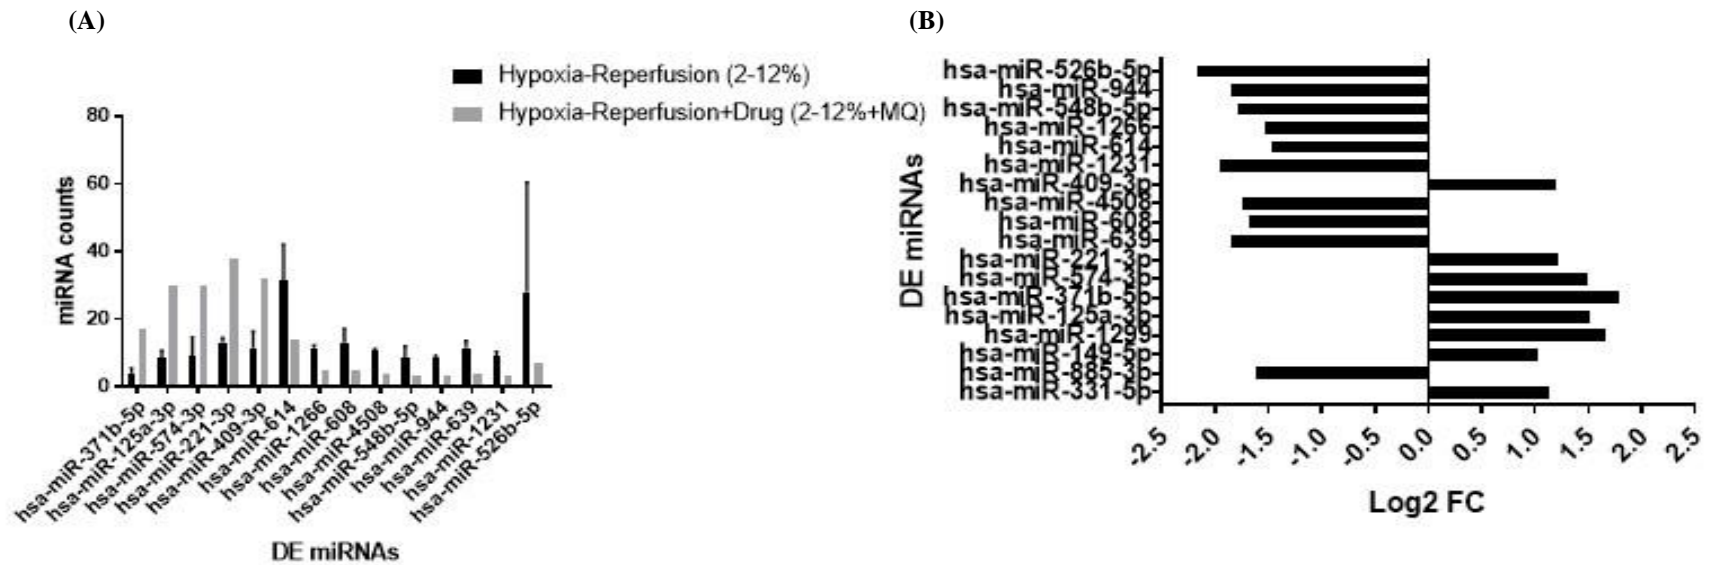 (A)
Hypoxia-Reperfusion (2-12%)
Hypoxia-Reperfusion+Drug (2-12%+MQ)
miRNA counts
80
60
40
20
0
hsa-miR-371b-5p
hsa-miR-125a-3p
hsa-miR-574-3p
hsa-miR-221-3p
hsa-miR-409-3p
hsa-miR-614
hsa-miR-1266
hsa-miR-608
hsa-miR-4508
hsa-miR-548b-5p
hsa-miR-944
hsa-miR-639
hsa-miR-1231
hsa-miR-526b-5p
DE miRNAs
(B)
DE miRNAs
hsa-miR-526b-5p
hsa-miR-944
hsa-miR-548b-5p
hsa-miR-1266
hsa-miR-614
hsa-miR-1231
hsa-miR-409-3p
hsa-miR-4508
hsa-miR-608
hsa-miR-639
hsa-miR-221-3p
hsa-miR-574-3p
hsa-miR-371b-5p
hsa-miR-125a-3p
hsa-miR-1299
hsa-miR-149-5p
hsa-miR-885-3p
hsa-miR-331-5p
-2.5
-2.0
-1.5
-1.0
-0.5
0.0
0.5
1.0
1.5
2.0
2.5
Log2 FC